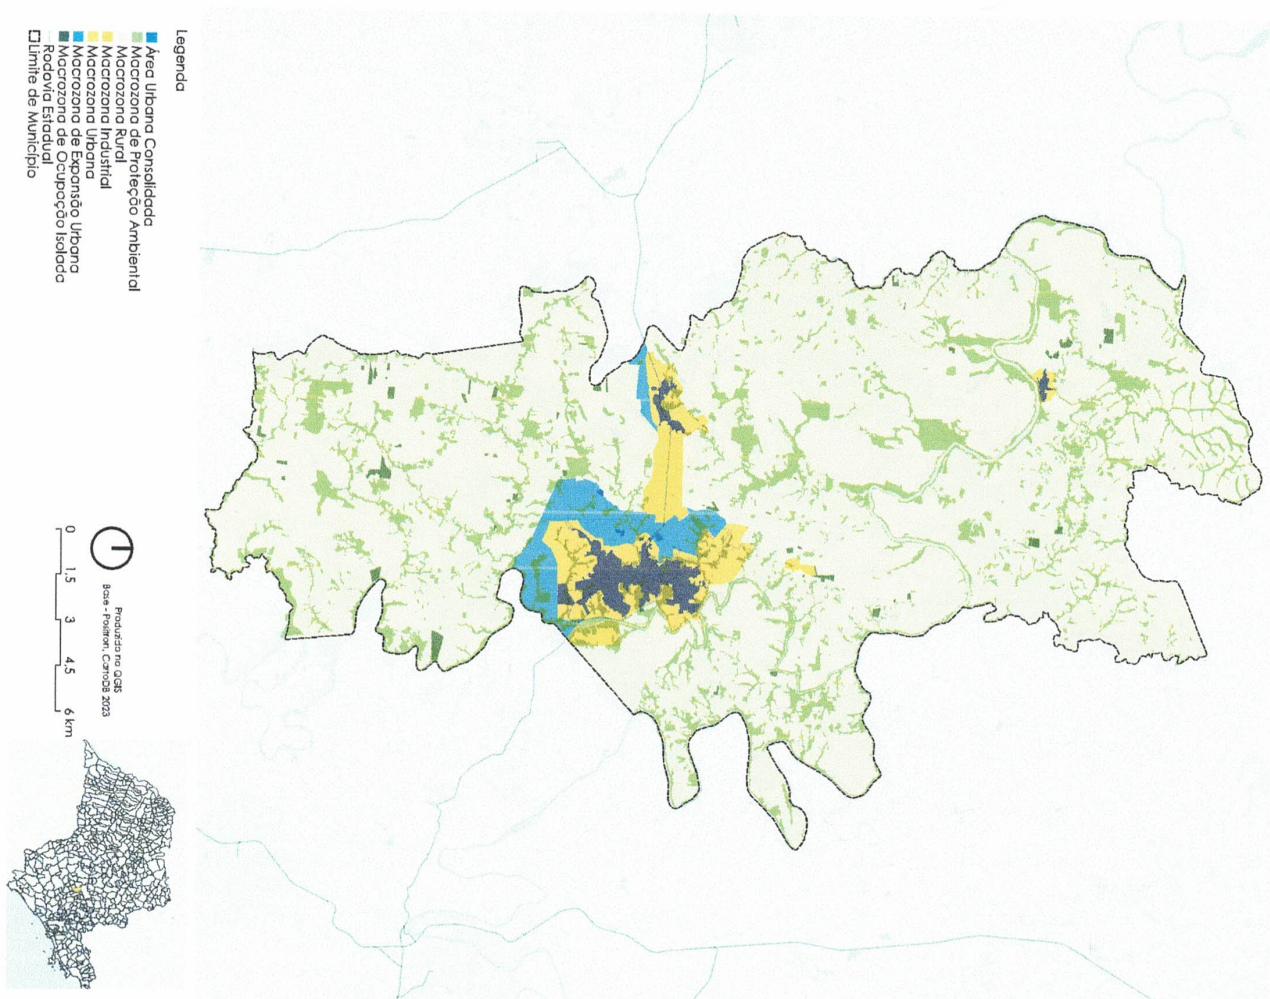 Legenda
Área Urbana Consolidada
Macrozona de Proteção Ambiental
Macrozona Rural
Macrozona Industrial
Macrozona Urbana
Macrozona de Expansão Urbana
Macrozona de Ocupação Isolada
Rodovia Estadual
Limite de Município
Produzido no QGIS
Base - Positron, CartoDB 2023
0 1,5 3 4,5 6 km